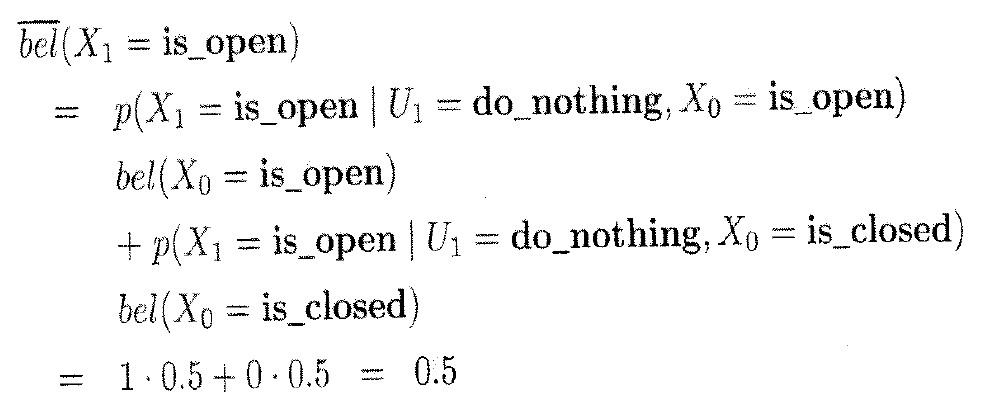 \overline{bel}(X_1 = is_open)
= p(X_1 = is_open | U_1 = do_nothing, X_0 = is_open)
bel(X_0 = is_open)
+ p(X_1 = is_open | U_1 = do_nothing, X_0 = is_closed)
bel(X_0 = is_closed)
= 1 · 0.5 + 0 · 0.5 = 0.5